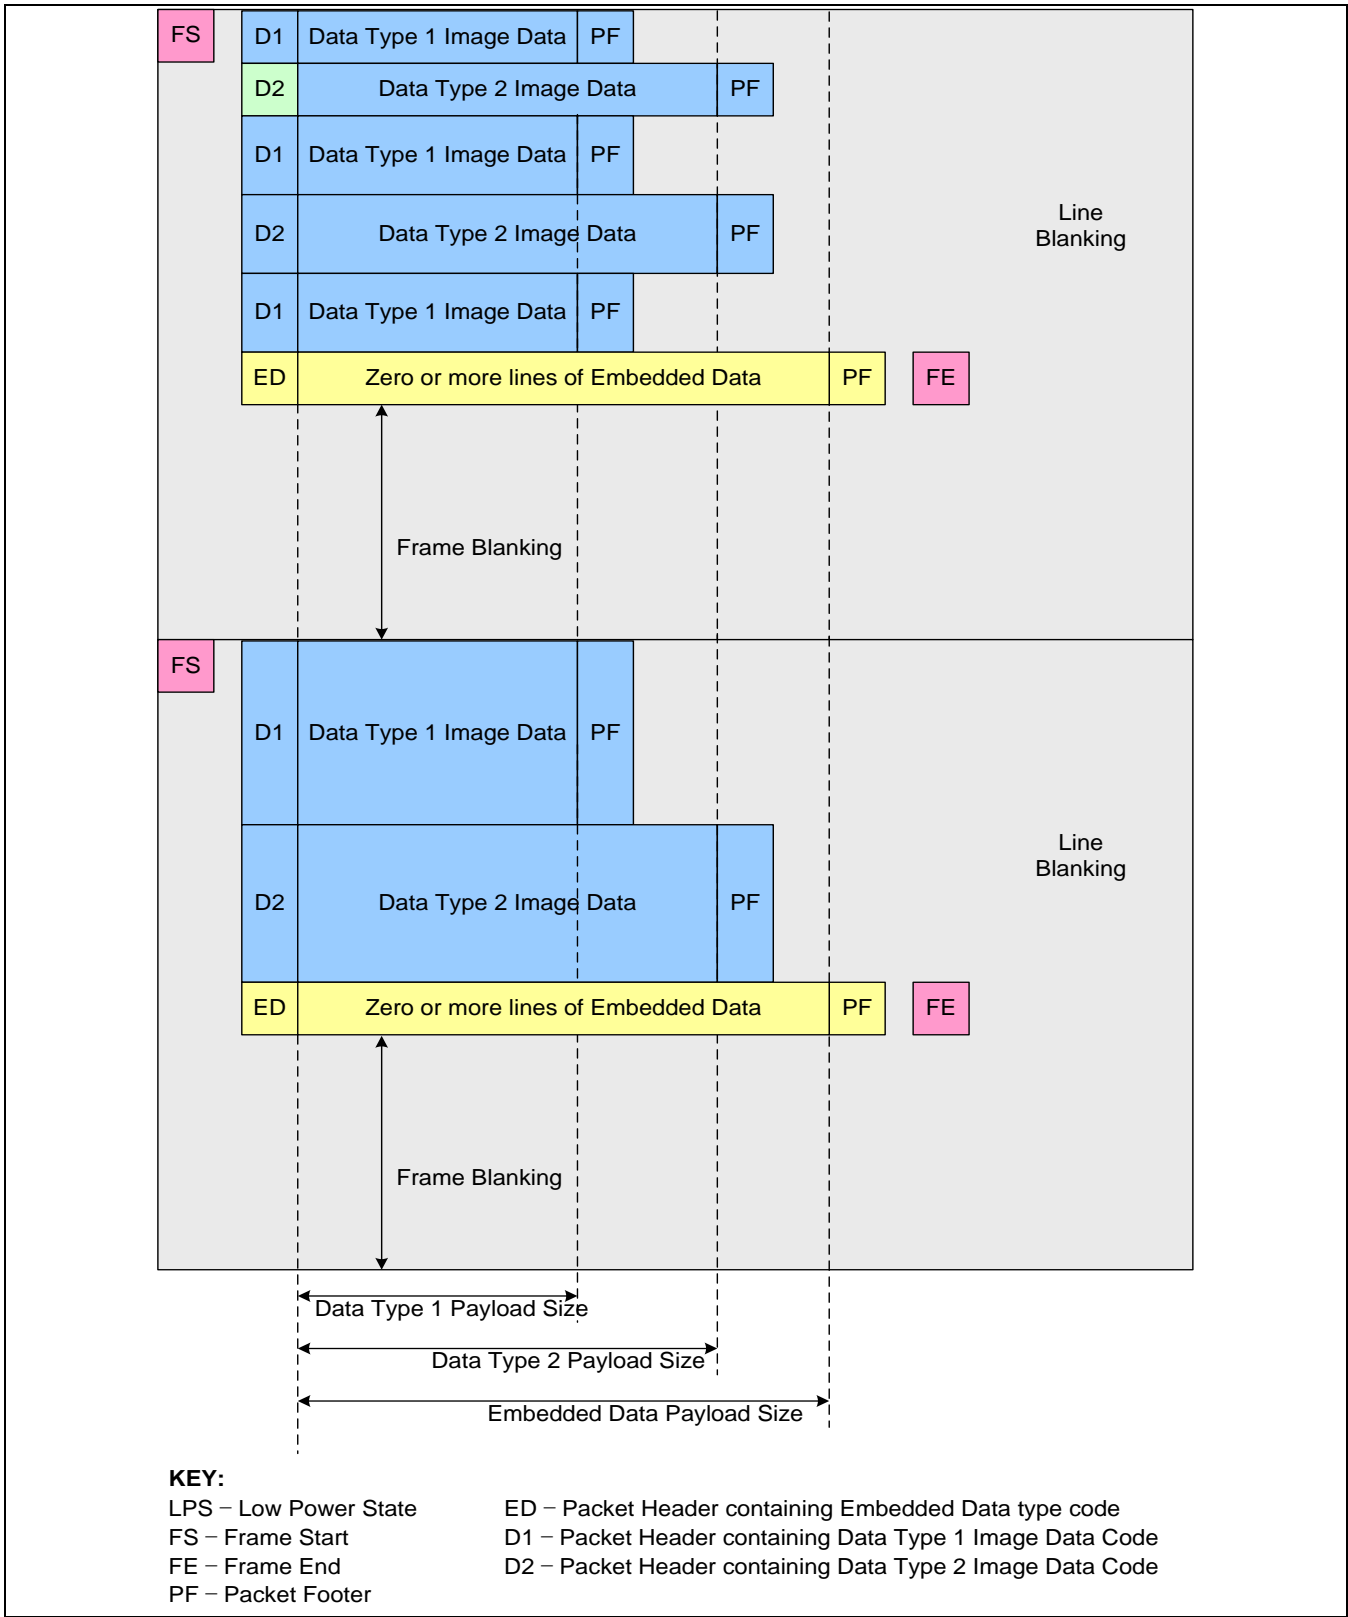 FS D1 Data Type 1 Image Data PF
D2 Data Type 2 Image Data PF
D1 Data Type 1 Image Data PF
D2 Data Type 2 Image Data PF
Line
Blanking
D1 Data Type 1 Image Data PF
ED Zero or more lines of Embedded Data PF FE
Frame Blanking
FS
D1 Data Type 1 Image Data PF
Line
Blanking
D2 Data Type 2 Image Data PF
ED Zero or more lines of Embedded Data PF FE
Frame Blanking
Data Type 1 Payload Size
Data Type 2 Payload Size
Embedded Data Payload Size
KEY:
LPS – Low Power State
FS – Frame Start
FE – Frame End
PF – Packet Footer
ED – Packet Header containing Embedded Data type code
D1 – Packet Header containing Data Type 1 Image Data Code
D2 – Packet Header containing Data Type 2 Image Data Code